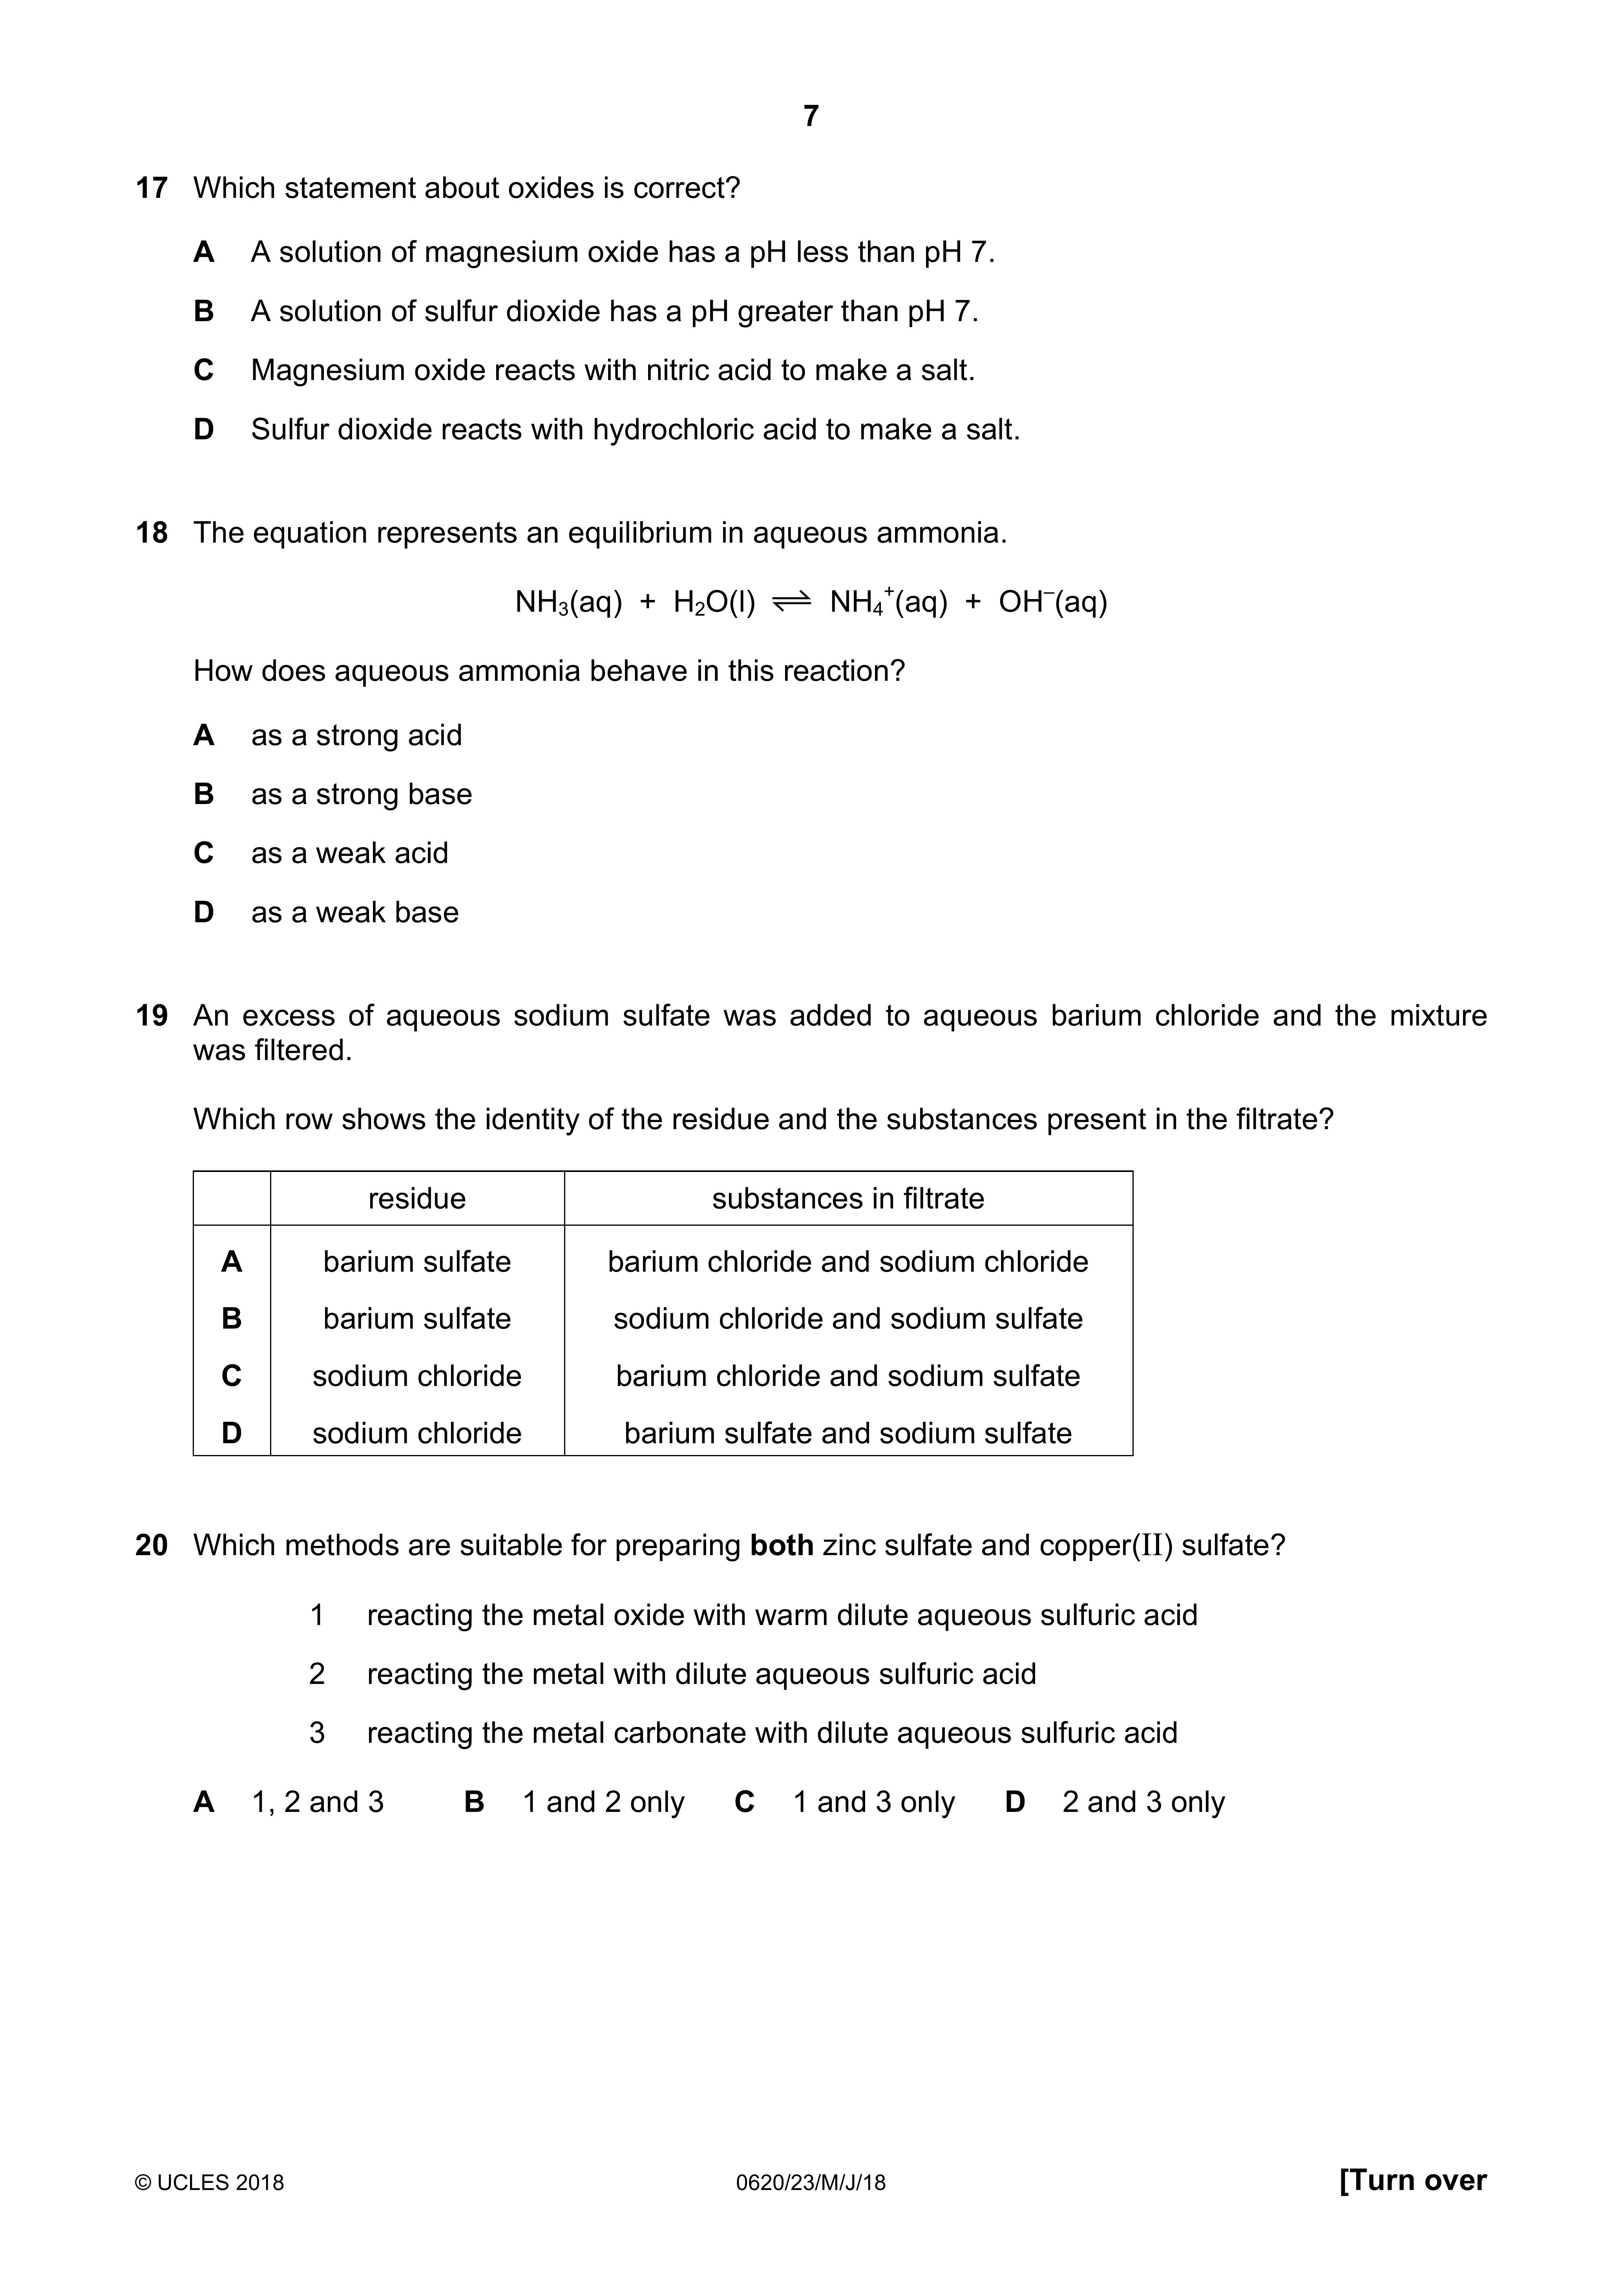 7
17 Which statement about oxides is correct?
A A solution of magnesium oxide has a pH less than pH 7.
B A solution of sulfur dioxide has a pH greater than pH 7.
C Magnesium oxide reacts with nitric acid to make a salt.
D Sulfur dioxide reacts with hydrochloric acid to make a salt.
18 The equation represents an equilibrium in aqueous ammonia.
NH₃(aq) + H₂O(l) ⇌ NH₄⁺(aq) + OH⁻(aq)
How does aqueous ammonia behave in this reaction?
A as a strong acid
B as a strong base
C as a weak acid
D as a weak base
19 An excess of aqueous sodium sulfate was added to aqueous barium chloride and the mixture
was filtered.
Which row shows the identity of the residue and the substances present in the filtrate?
residue substances in filtrate
A barium sulfate barium chloride and sodium chloride
B barium sulfate sodium chloride and sodium sulfate
C sodium chloride barium chloride and sodium sulfate
D sodium chloride barium sulfate and sodium sulfate
20 Which methods are suitable for preparing both zinc sulfate and copper(II) sulfate?
1 reacting the metal oxide with warm dilute aqueous sulfuric acid
2 reacting the metal with dilute aqueous sulfuric acid
3 reacting the metal carbonate with dilute aqueous sulfuric acid
A 1, 2 and 3 B 1 and 2 only C 1 and 3 only D 2 and 3 only
© UCLES 2018 0620/23/M/J/18 [Turn over